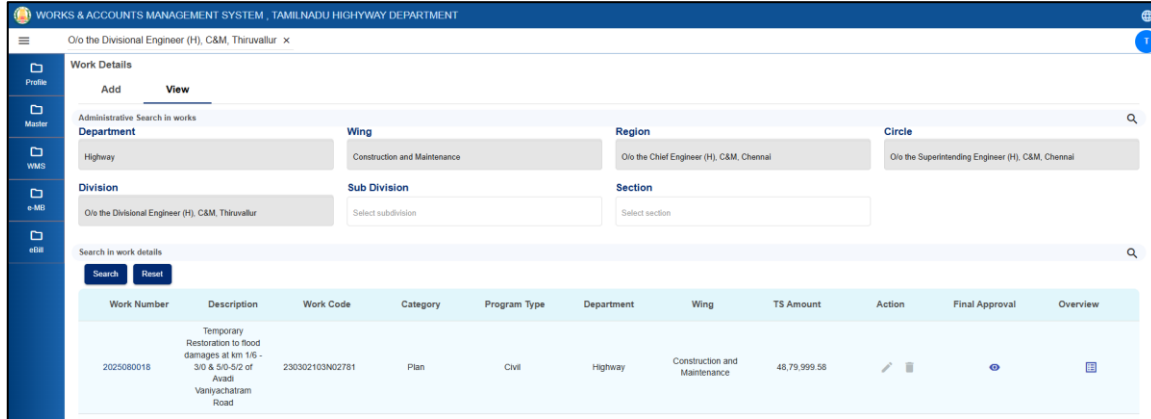 WORKS & ACCOUNTS MANAGEMENT SYSTEM , TAMILNADU HIGHYWAY DEPARTMENT
O/o the Divisional Engineer (H), C&M, Thiruvallur ×
T
Profile
Master
WMS
e-MB
eBill
Work Details
Add View
Administrative Search in works
Department Wing Region Circle
Highway Construction and Maintenance O/o the Chief Engineer (H), C&M, Chennai O/o the Superintending Engineer (H), C&M, Chennai
Division Sub Division Section
O/o the Divisional Engineer (H), C&M, Thiruvallur Select subdivision Select section
Search in work details
Search Reset
Work Number Description Work Code Category Program Type Department Wing TS Amount Action Final Approval Overview
2025080018
Temporary
Restoration to flood
damages at km 1/6 -
3/0 & 5/0-5/2 of
Avadi
Vaniyachatram
Road
230302103N02781 Plan Civil Highway
Construction and
Maintenance
48,79,999.58